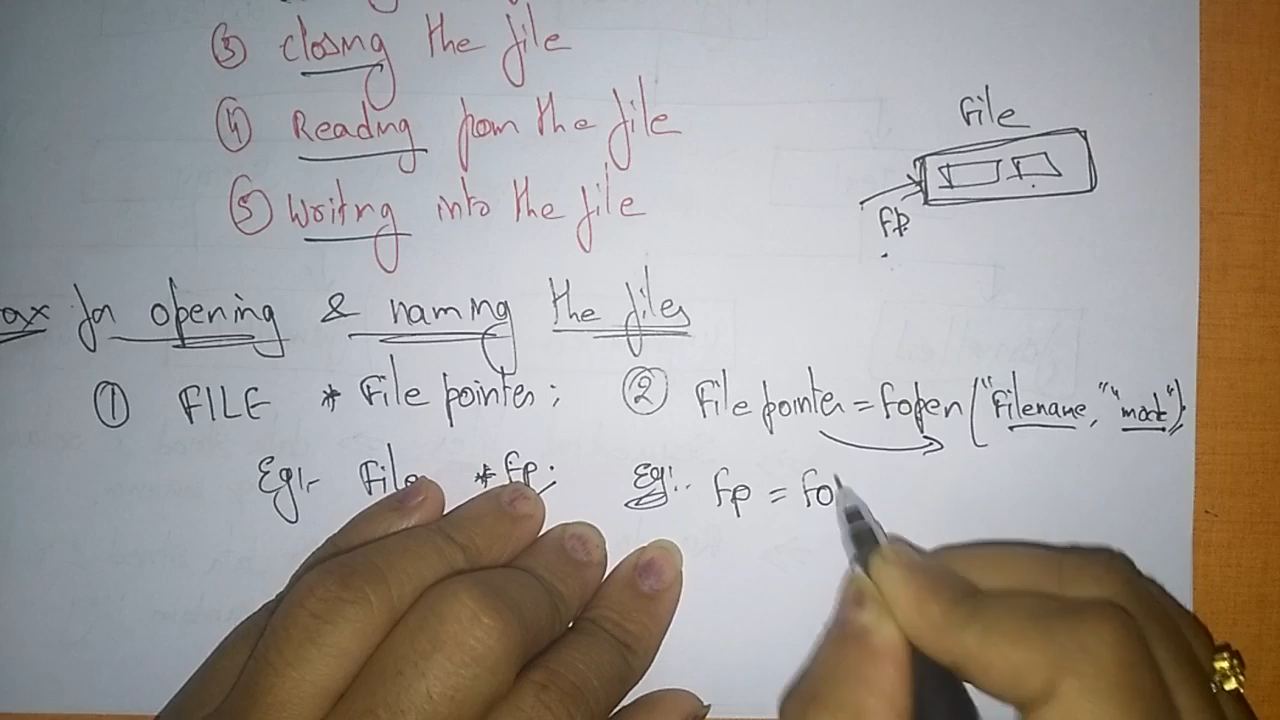 ③ closing the file
④ Reading from the file
File
⑤ Writing into the file
fp
ax for opening & naming the files
① FILE * File pointer;
② File pointer = fopen("Filename," "mode");
Eg:- File *fp;
Eg:- fp = fo